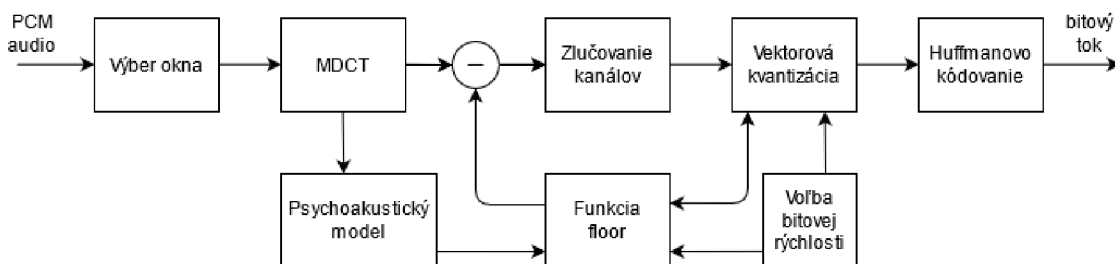 PCM
audio
Výber okna
MDCT
−
Zlučovanie
kanálov
Vektorová
kvantizácia
Huffmanovo
kódovanie
bitový
tok
Psychoakustický
model
Funkcia
floor
Voľba
bitovej
rýchlosti